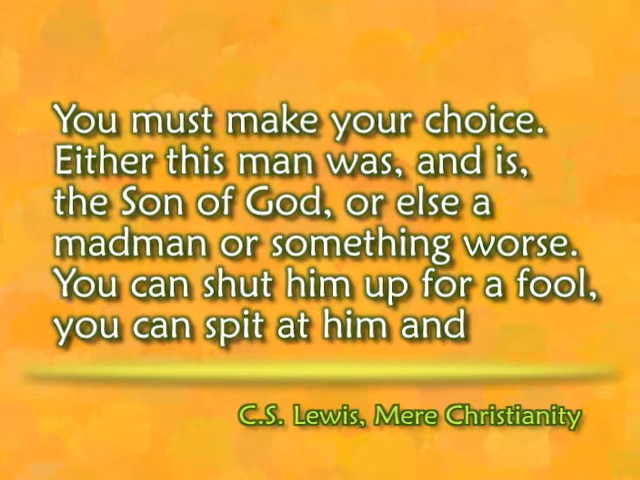 You must make your choice.
Either this man was, and is,
the Son of God, or else a
madman or something worse.
You can shut him up for a fool,
you can spit at him and
C.S. Lewis, Mere Christianity